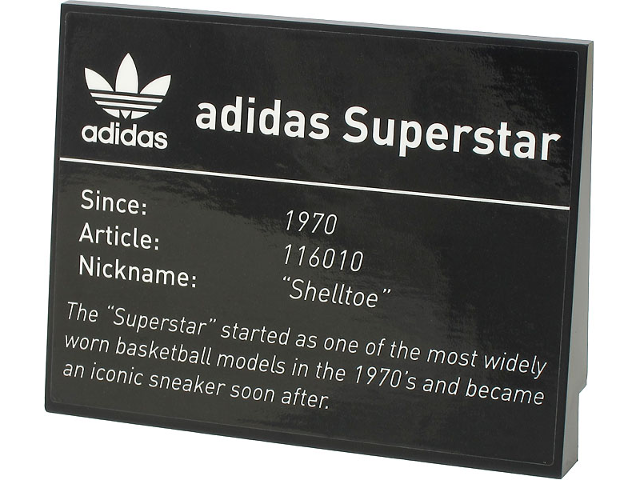 adidas
adidas Superstar
Since: 1970
Article: 116010
Nickname: “Shelltoe”
The “Superstar” started as one of the most widely
worn basketball models in the 1970’s and became
an iconic sneaker soon after.